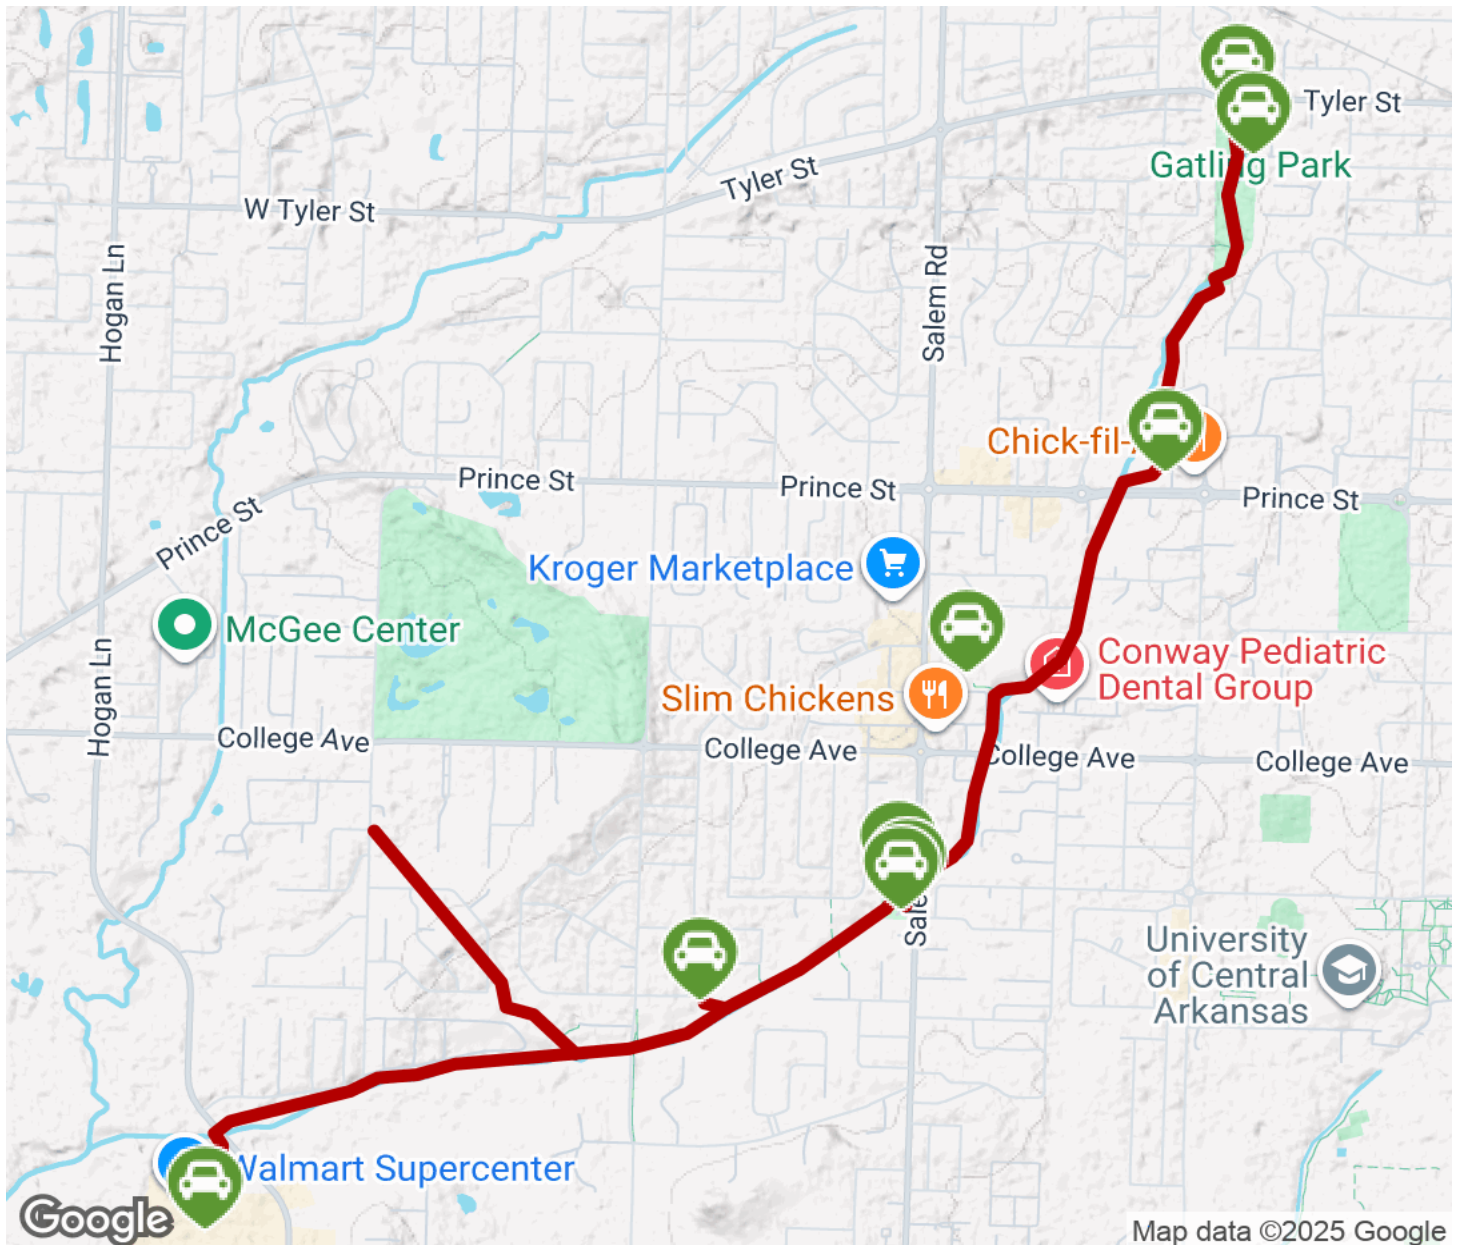 Tyler St
Gatling Park
Tyler St
W Tyler St
Hogan Ln
Salem Rd
Chick-fil-
Prince St
Prince St
Prince St
Prince St
Kroger Marketplace
McGee Center
Conway Pediatric
Dental Group
Slim Chickens
Hogan Ln
College Ave
College Ave
College Ave
College Ave
Sale
University
of Central
Arkansas
Walmart Supercenter
Google
Map data ©2025 Google